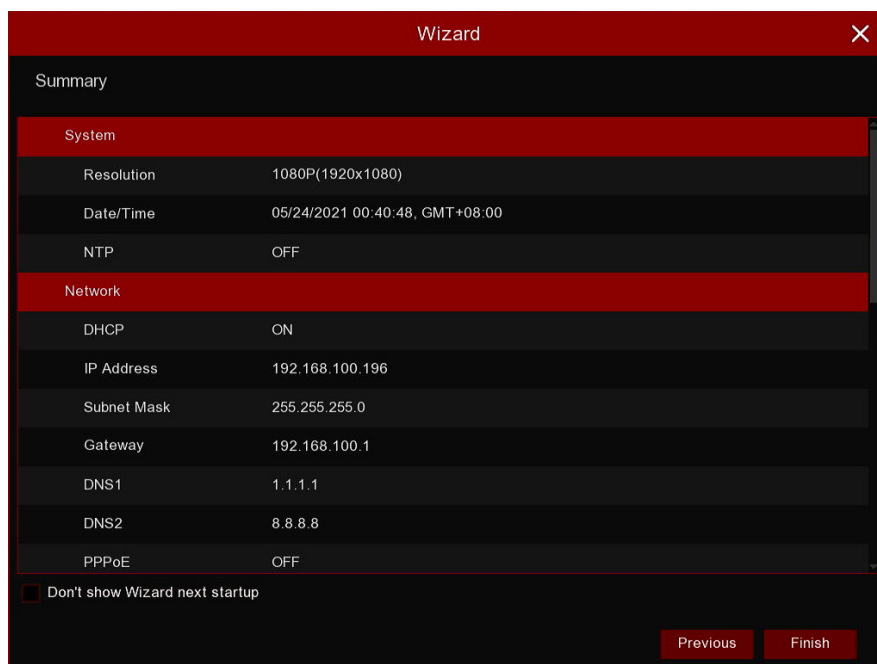 Wizard
Summary
System
Resolution 1080P(1920x1080)
Date/Time 05/24/2021 00:40:48, GMT+08:00
NTP OFF
Network
DHCP ON
IP Address 192.168.100.196
Subnet Mask 255.255.255.0
Gateway 192.168.100.1
DNS1 1.1.1.1
DNS2 8.8.8.8
PPPoE OFF
Don't show Wizard next startup
Previous Finish